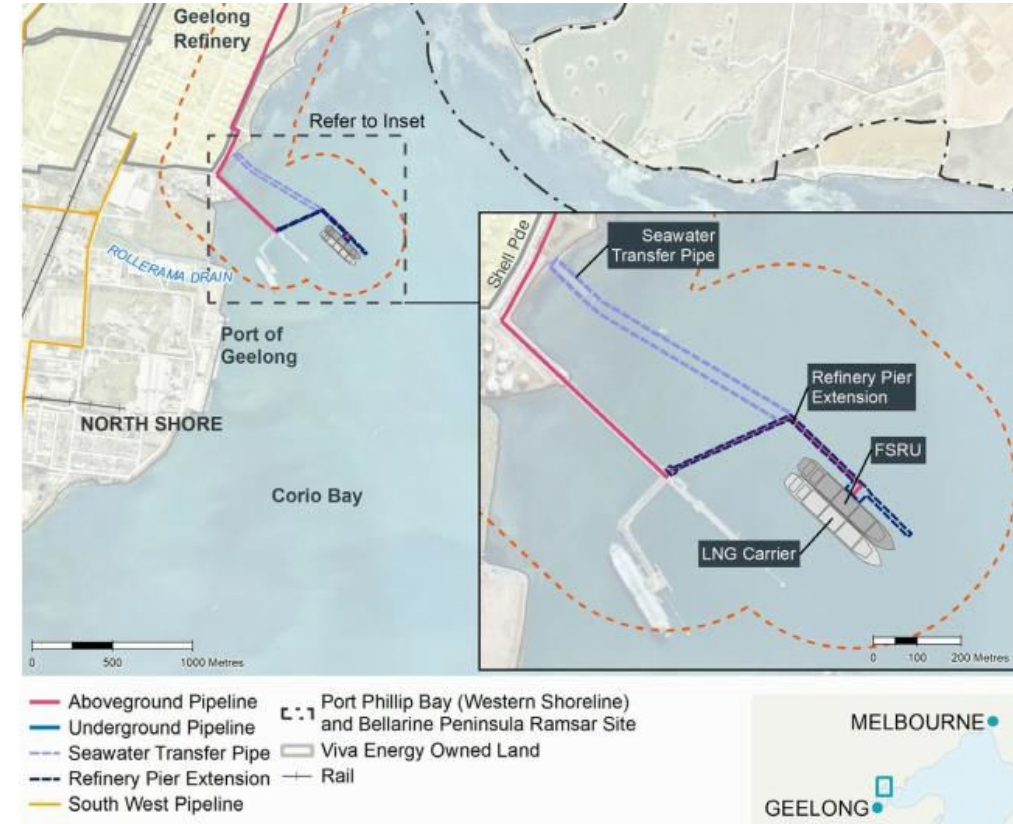 Geelong
Refinery
Refer to Inset
ROLLERAMA DRAIN
Port of
Geelong
NORTH SHORE
Corio Bay
0 500 1000 Metres
Shell Pde
Seawater
Transfer Pipe
Refinery Pier
Extension
FSRU
LNG Carrier
0 100 200 Metres
Aboveground Pipeline
Underground Pipeline
Seawater Transfer Pipe
Refinery Pier Extension
South West Pipeline
Port Phillip Bay (Western Shoreline)
and Bellarine Peninsula Ramsar Site
Viva Energy Owned Land
Rail
MELBOURNE
GEELONG